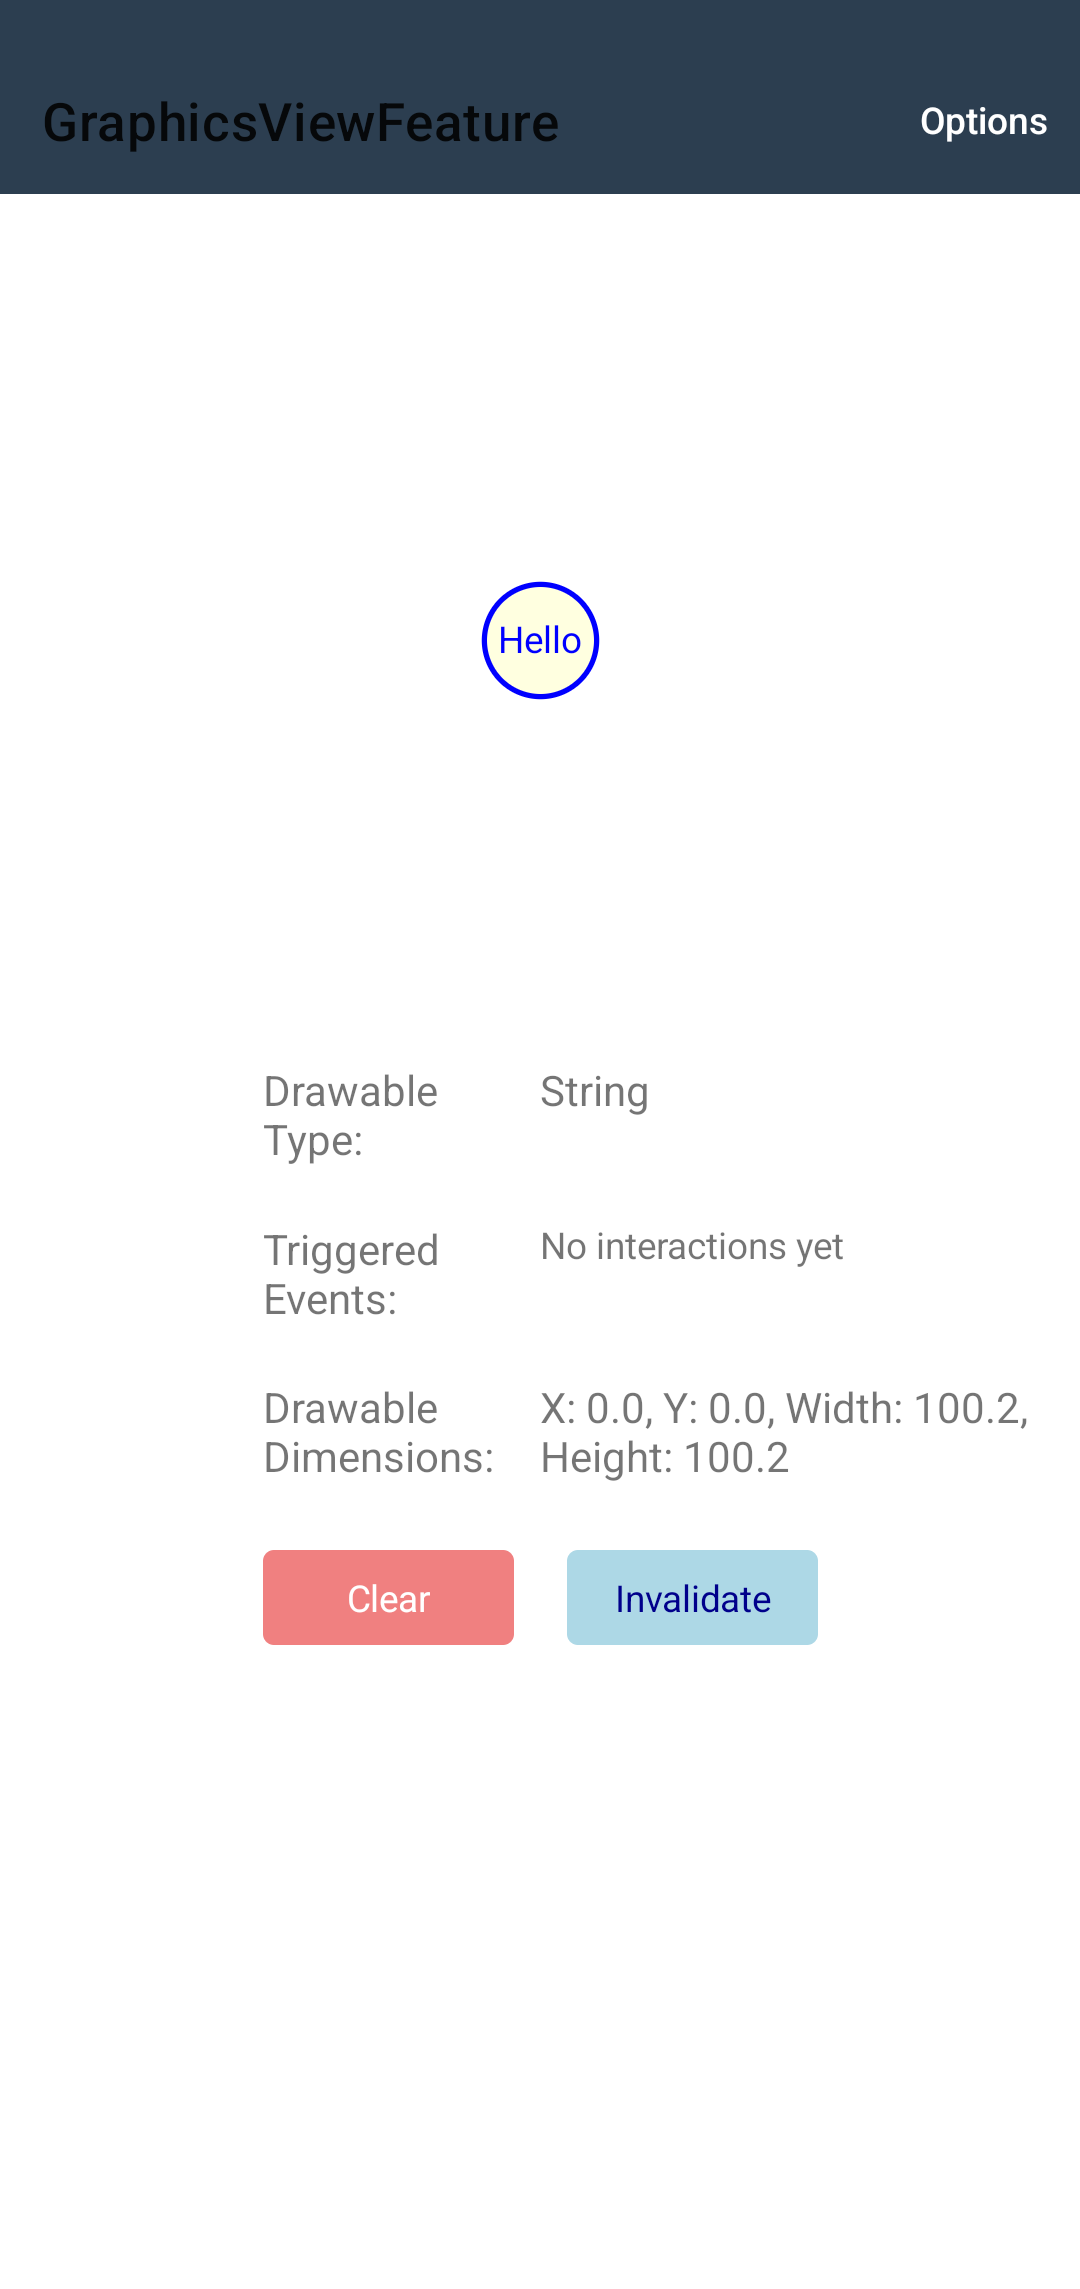 GraphicsViewFeature
Options
Hello
Drawable
Type:
String
Triggered
Events:
No interactions yet
Drawable
Dimensions:
X: 0.0, Y: 0.0, Width: 100.2,
Height: 100.2
Clear
Invalidate